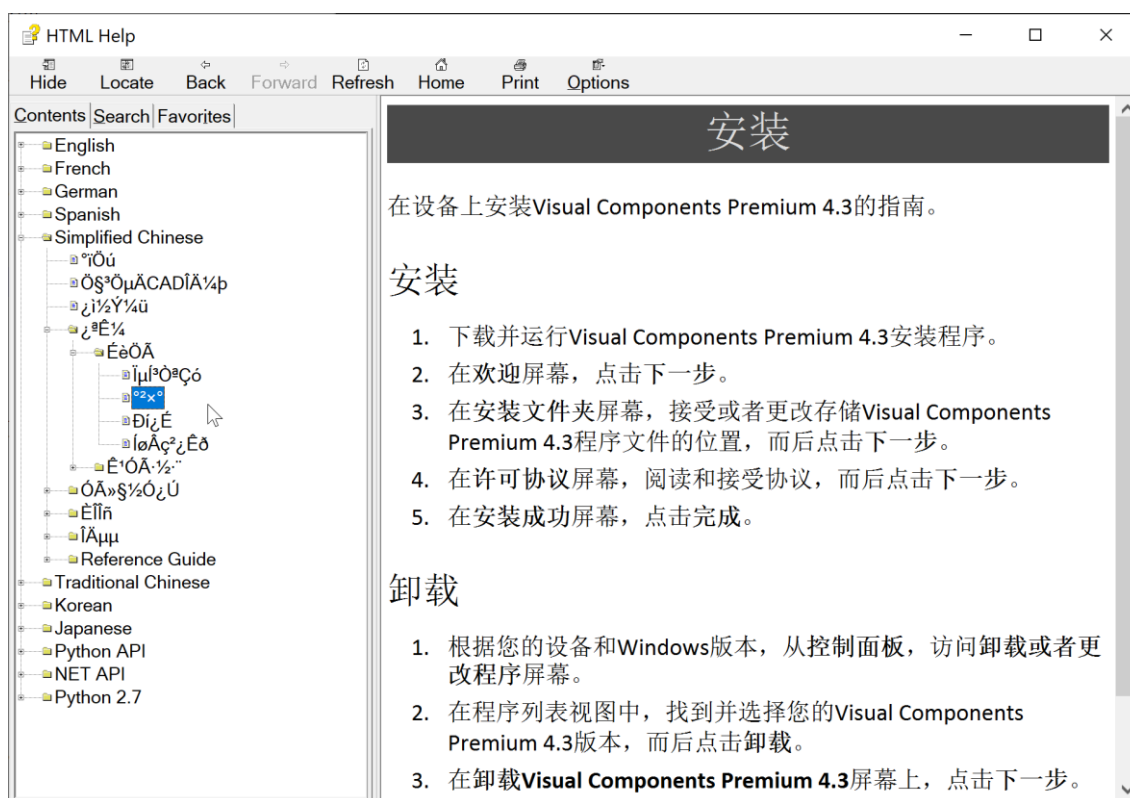 HTML Help
Hide Locate Back Forward Refresh Home Print Options
Contents Search Favorites
English
French
German
Spanish
Simplified Chinese
°ïÖú
Ö§³ÖµÄCADÎÄ¼þ
¿ì½Ý¼ü
¿ªÊ¼
ÉèÖÃ
ÏµÍ³ÒªÇó
°²×°
Ðí¿É
ÍøÂç²¿Êð
Ê¹ÓÃ·½·¨
ÓÃ»§½Ó¿Ú
ÈÎÎñ
ÎÄµµ
Reference Guide
Traditional Chinese
Korean
Japanese
Python API
NET API
Python 2.7
安装
在设备上安装Visual Components Premium 4.3的指南。
安装
1. 下载并运行Visual Components Premium 4.3安装程序。
2. 在欢迎屏幕，点击下一步。
3. 在安装文件夹屏幕，接受或者更改存储Visual Components
Premium 4.3程序文件的位置，而后点击下一步。
4. 在许可协议屏幕，阅读和接受协议，而后点击下一步。
5. 在安装成功屏幕，点击完成。
卸载
1. 根据您的设备和Windows版本，从控制面板，访问卸载或者更
改程序屏幕。
2. 在程序列表视图中，找到并选择您的Visual Components
Premium 4.3版本，而后点击卸载。
3. 在卸载Visual Components Premium 4.3屏幕上，点击下一步。